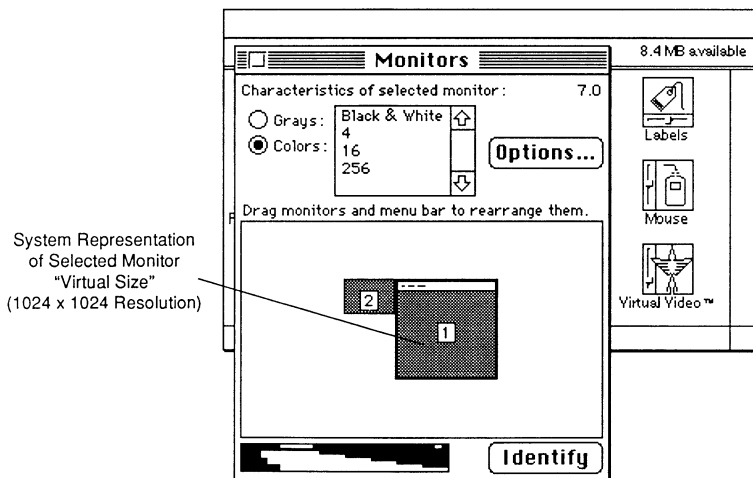 8.4 MB available
Monitors
Characteristics of selected monitor: 7.0
Grays:
Colors:
Black & White
4
16
256
Options...
Drag monitors and menu bar to rearrange them.
2
1
Identify
Labels
Mouse
Virtual Video™
System Representation
of Selected Monitor
“Virtual Size”
(1024 x 1024 Resolution)